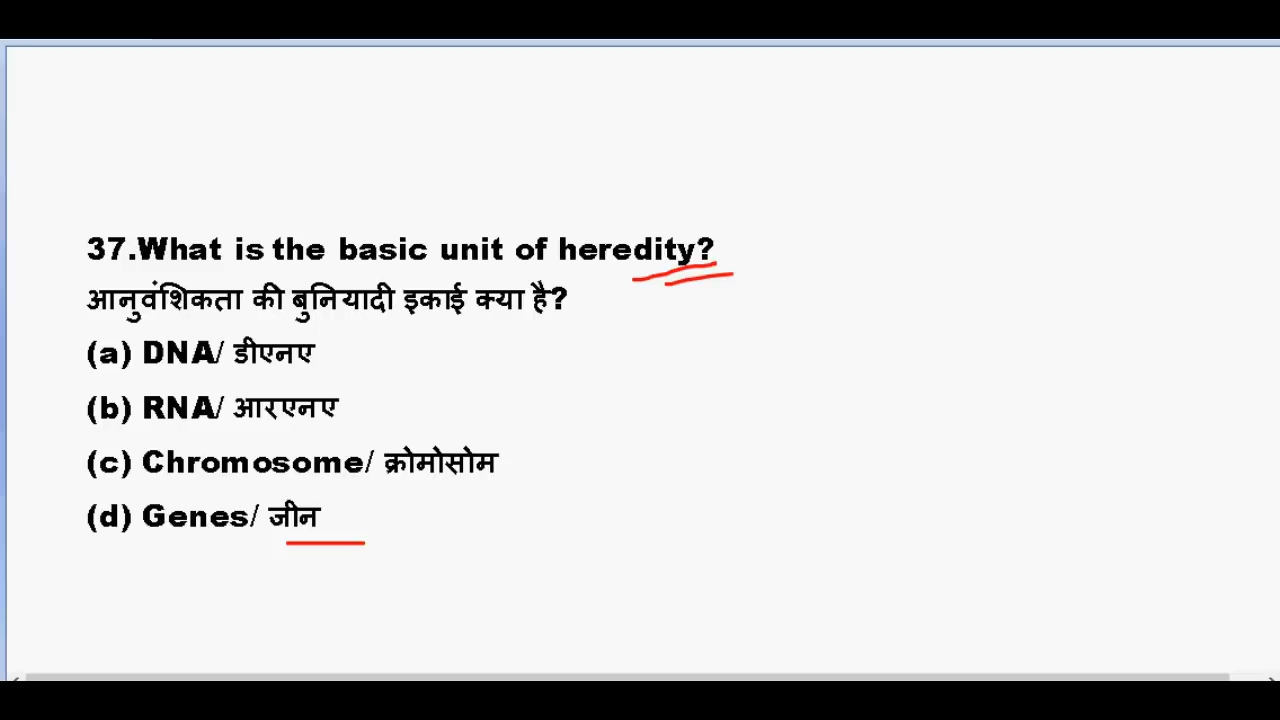 37.What is the basic unit of heredity?
आनुवंशिकता की बुनियादी इकाई क्या है?
(a) DNA/ डीएनए
(b) RNA/ आरएनए
(c) Chromosome/ क्रोमोसोम
(d) Genes/ जीन